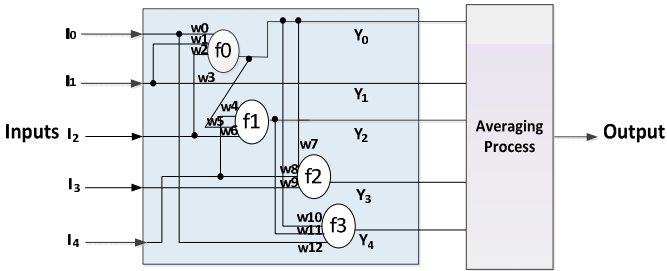 I0
w0
w1
w2
f0
Y0
I1
w3
Y1
w4
w5
w6
f1
Inputs
I2
Y2
Averaging
Process
Output
w7
w8
w9
f2
I3
Y3
w10
w11
w12
f3
I4
Y4